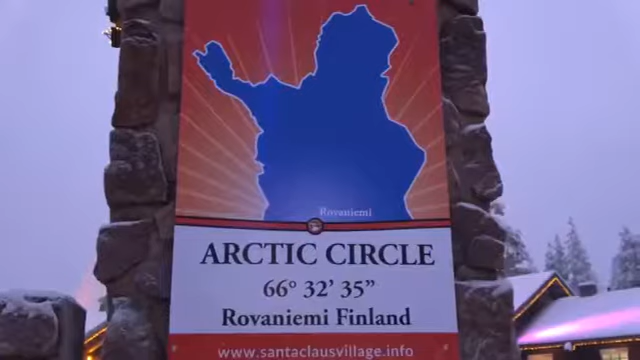 Rovaniemi
ARCTIC CIRCLE
66° 32’ 35”
Rovaniemi Finland
www.santaclausvillage.info